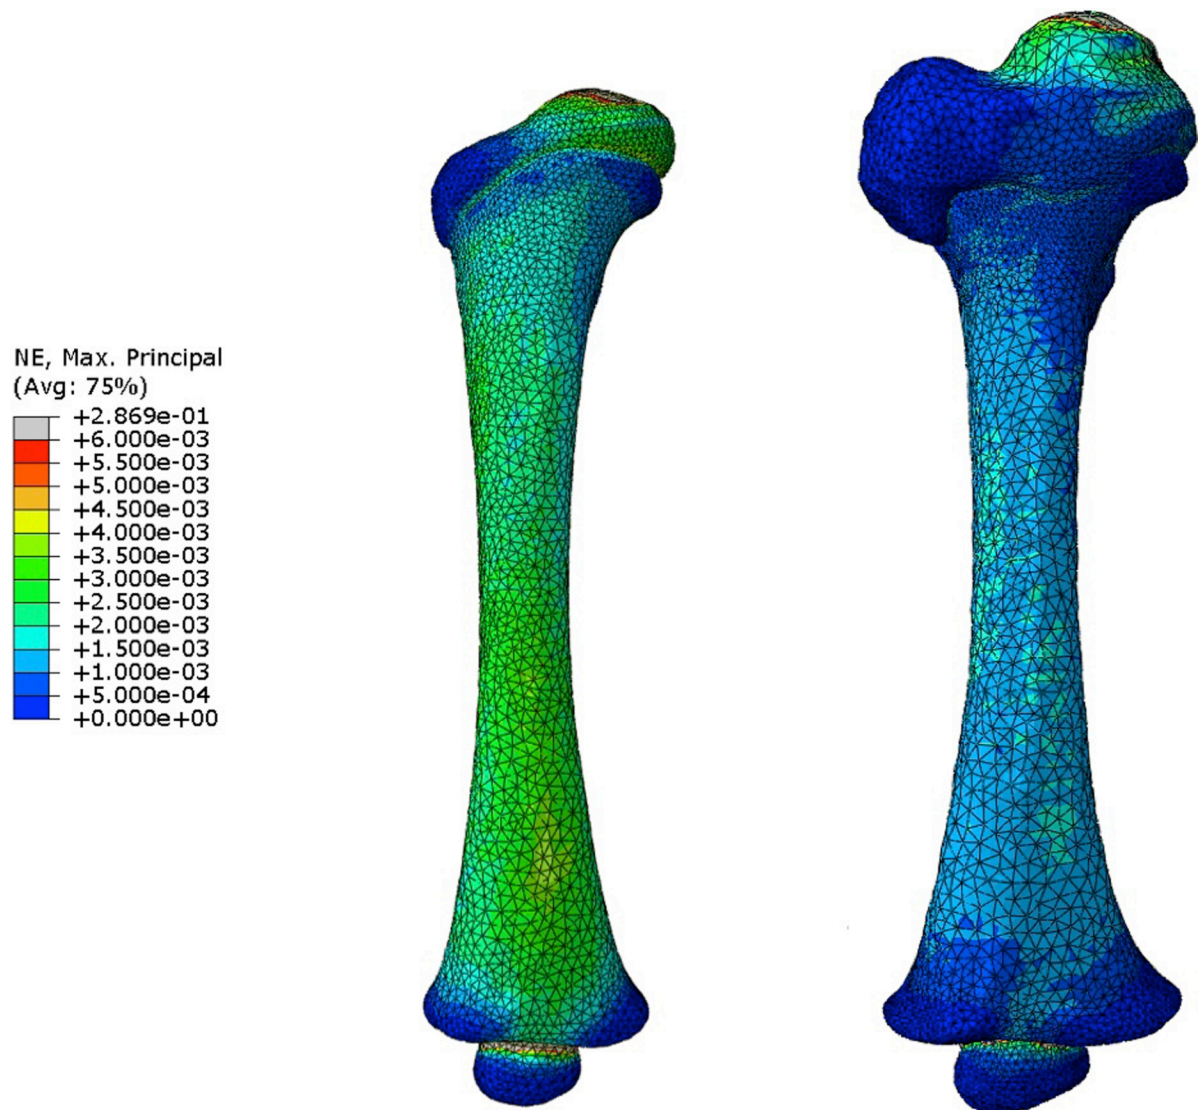 NE, Max. Principal
(Avg: 75%)
+2.869e-01
+6.000e-03
+5.500e-03
+5.000e-03
+4.500e-03
+4.000e-03
+3.500e-03
+3.000e-03
+2.500e-03
+2.000e-03
+1.500e-03
+1.000e-03
+5.000e-04
+0.000e+00